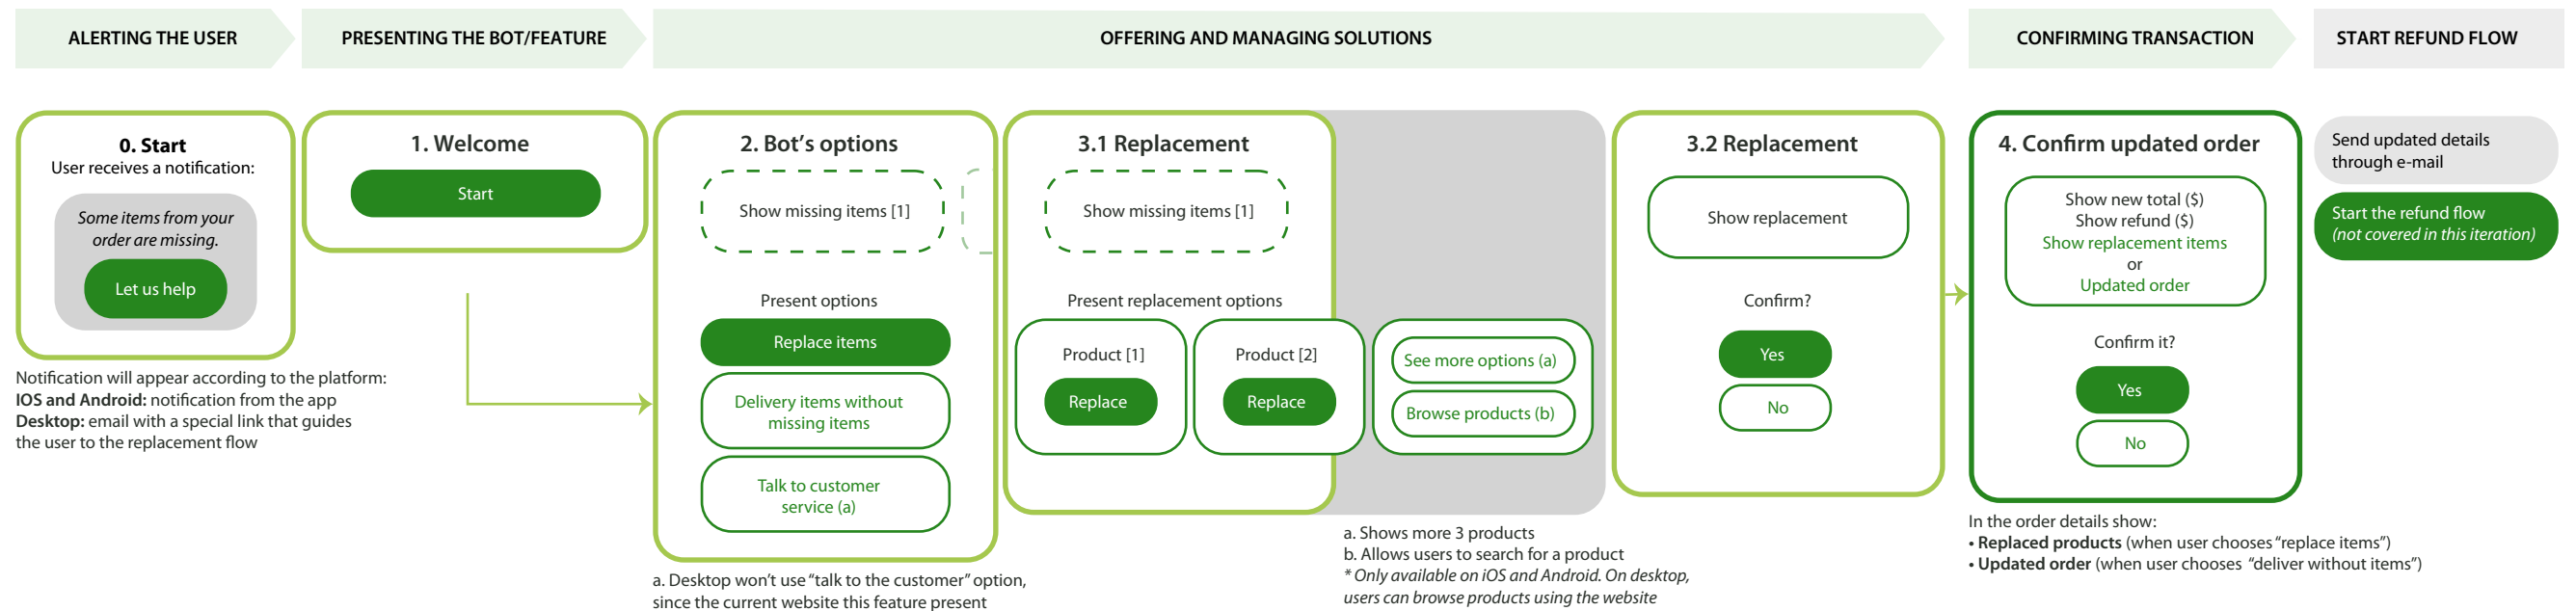 ALERTING THE USER
PRESENTING THE BOT/FEATURE
OFFERING AND MANAGING SOLUTIONS
CONFIRMING TRANSACTION
START REFUND FLOW
0. Start
User receives a notification:
Some items from your
order are missing.
Let us help
Notification will appear according to the platform:
IOS and Android: notification from the app
Desktop: email with a special link that guides
the user to the replacement flow
1. Welcome
Start
2. Bot's options
Show missing items [1]
Present options
Replace items
Delivery items without
missing items
Talk to customer
service (a)
a. Desktop won't use “talk to the customer” option,
since the current website this feature present
3.1 Replacement
Show missing items [1]
Present replacement options
Product [1]
Replace
Product [2]
Replace
See more options (a)
Browse products (b)
a. Shows more 3 products
b. Allows users to search for a product
* Only available on iOS and Android. On desktop,
users can browse products using the website
3.2 Replacement
Show replacement
Confirm?
Yes
No
4. Confirm updated order
Show new total ($)
Show refund ($)
Show replacement items
or
Updated order
Confirm it?
Yes
No
In the order details show:
• Replaced products (when user chooses “replace items”)
• Updated order (when user chooses “deliver without items”)
Send updated details
through e-mail
Start the refund flow
(not covered in this iteration)